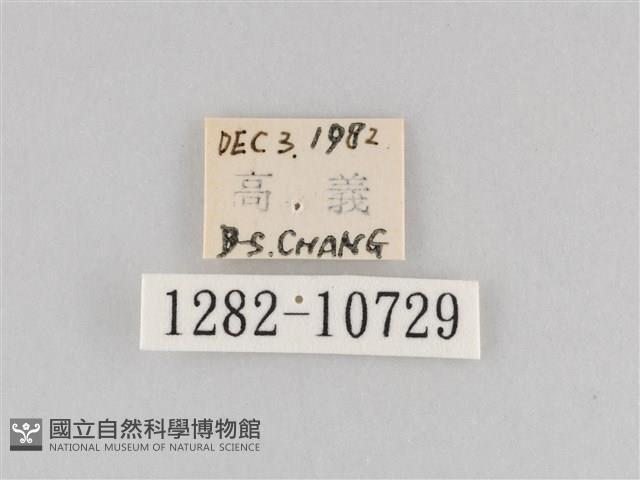 DEC 3. 1982
高 義
B-S. CHANG
1282-10729
國立自然科學博物館
NATIONAL MUSEUM OF NATURAL SCIENCE